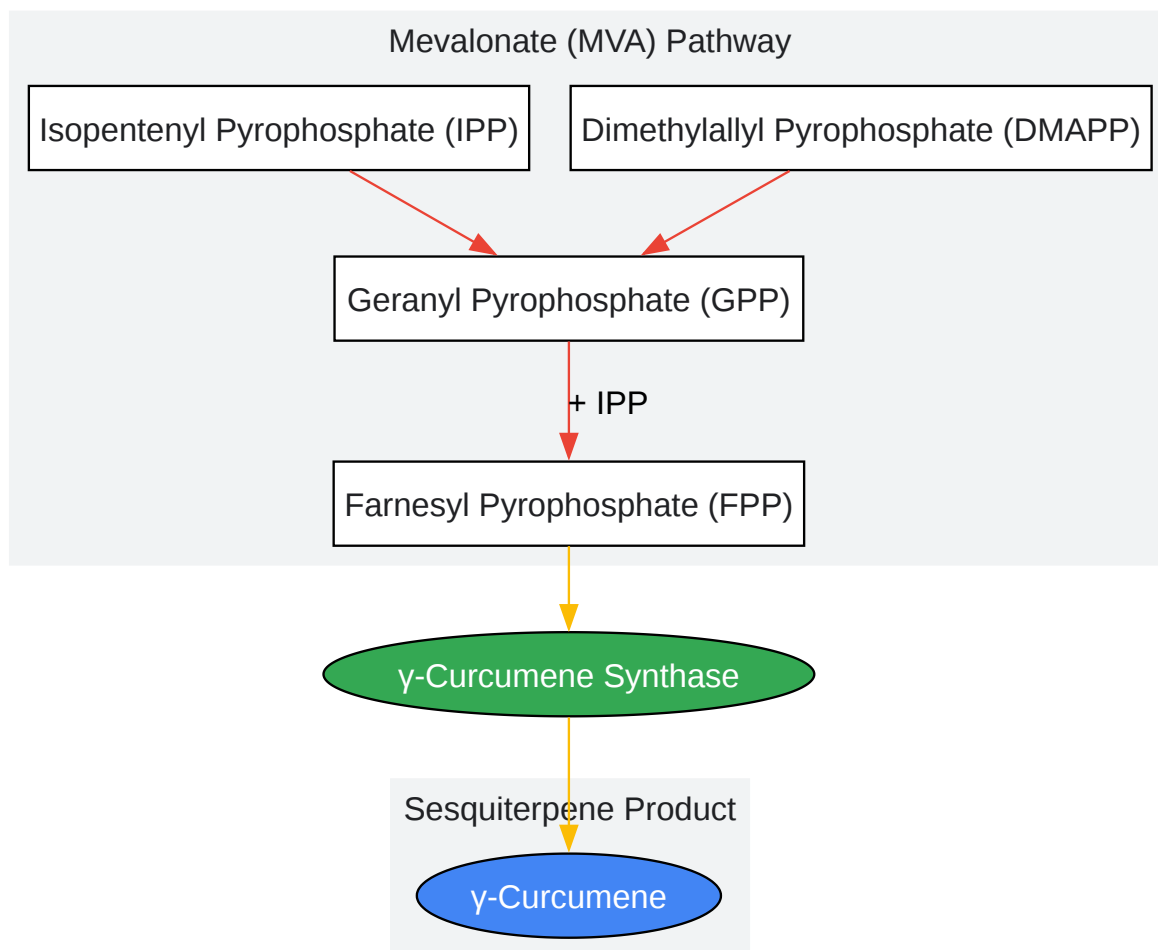 Mevalonate (MVA) Pathway
Isopentenyl Pyrophosphate (IPP)
Dimethylallyl Pyrophosphate (DMAPP)
Geranyl Pyrophosphate (GPP)
+ IPP
Farnesyl Pyrophosphate (FPP)
γ-Curcumene Synthase
Sesquiterpene Product
γ-Curcumene